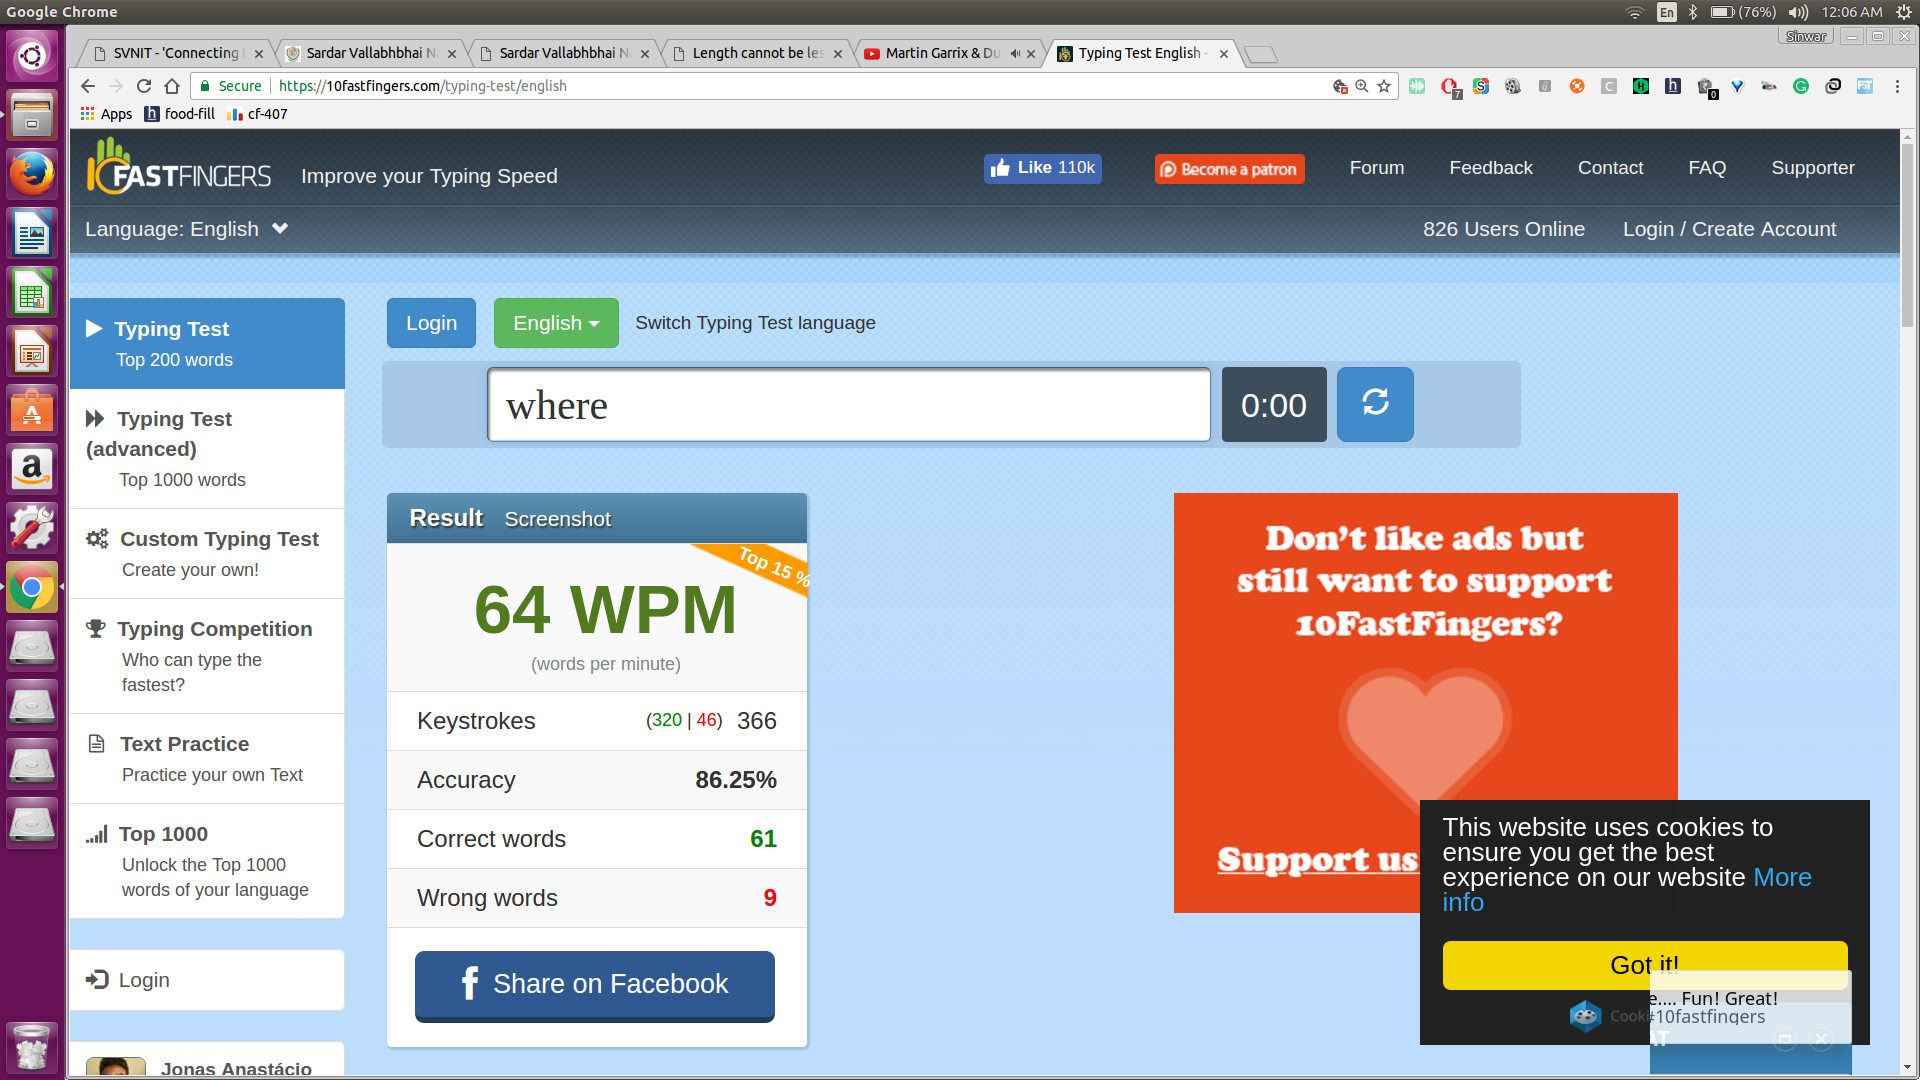 Google Chrome
En
(76%)
12:06 AM
SVNIT - 'Connecting
Sardar Vallabhbhai Na
Sardar Vallabhbhai Na
Length cannot be les
Martin Garrix & Du
Typing Test English -
Sinwar
Secure
https://10fastfingers.com/typing-test/english
7
0
Apps
food-fill
cf-407
10FASTFINGERS
Improve your Typing Speed
Like 110k
Become a patron
Forum
Feedback
Contact
FAQ
Supporter
Language: English
826 Users Online
Login / Create Account
Typing Test
Top 200 words
Typing Test
(advanced)
Top 1000 words
Custom Typing Test
Create your own!
Typing Competition
Who can type the
fastest?
Text Practice
Practice your own Text
Top 1000
Unlock the Top 1000
words of your language
Login
Jonas Anastácio
Login
English
Switch Typing Test language
where
0:00
Result
Screenshot
Top 15 %
64 WPM
(words per minute)
Keystrokes (320 | 46) 366
Accuracy 86.25%
Correct words 61
Wrong words 9
Share on Facebook
Don't like ads but
still want to support
10FastFingers?
Support us
This website uses cookies to
ensure you get the best
experience on our website More
info
Got it!
e.... Fun! Great!
Cooki
#10fastfingers